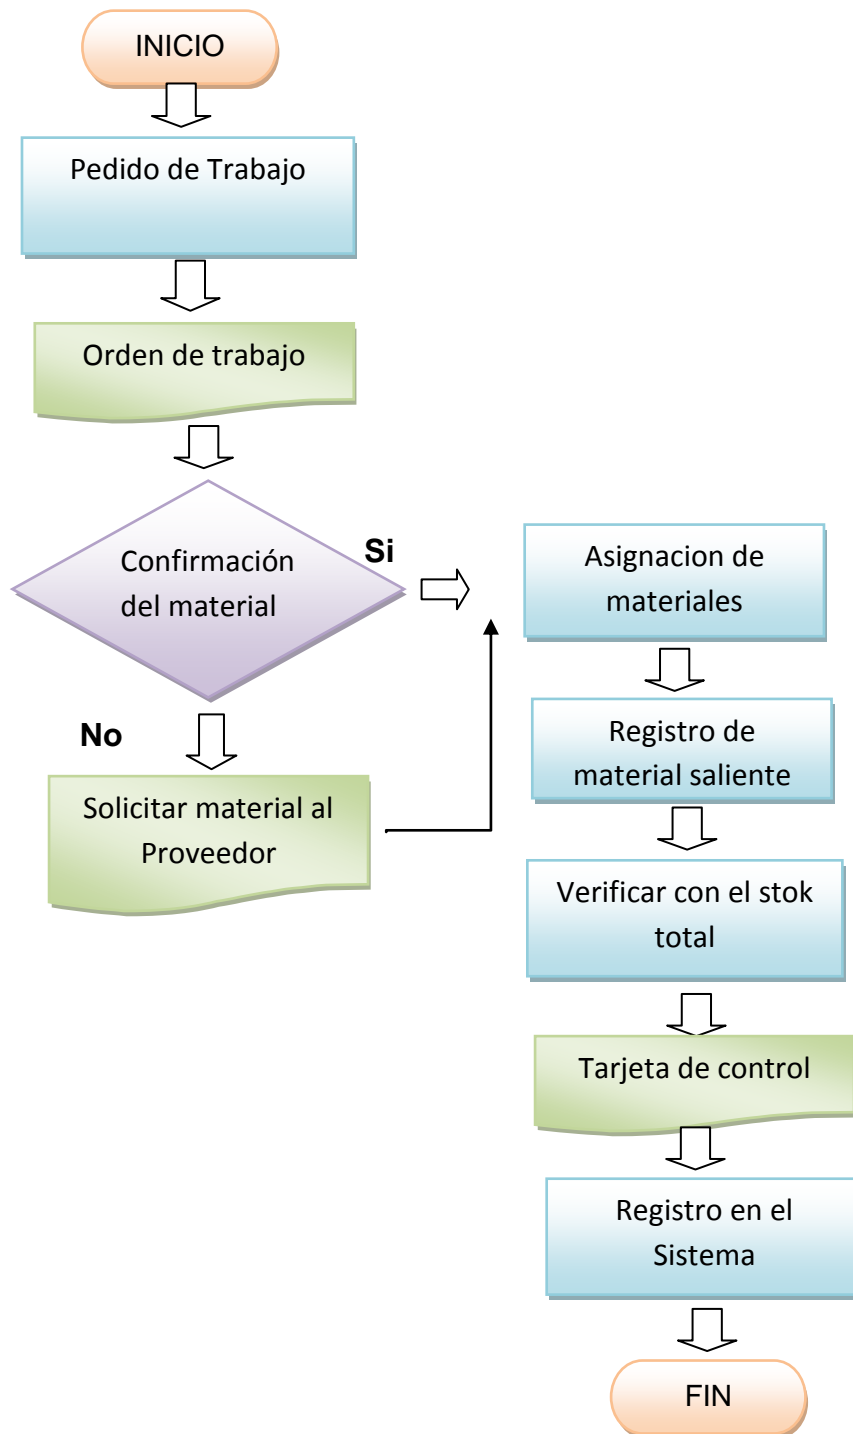 INICIO
Pedido de Trabajo
Orden de trabajo
Confirmación
del material
Si
No
Solicitar material al
Proveedor
Asignacion de
materiales
Registro de
material saliente
Verificar con el stok
total
Tarjeta de control
Registro en el
Sistema
FIN